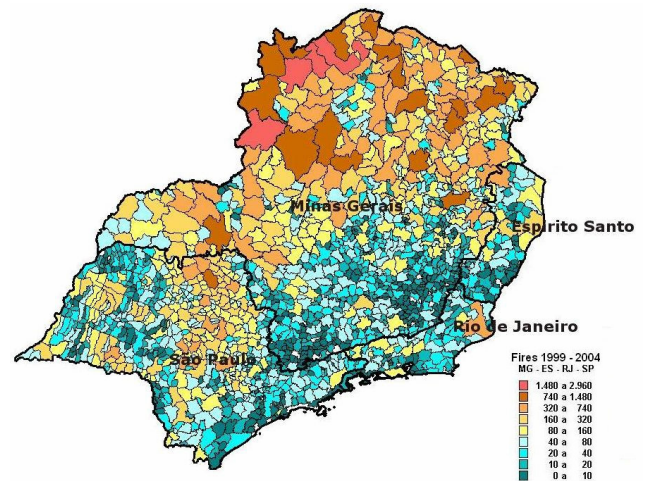 Minas Gerais
Espirito Santo
Rio de Janeiro
São Paulo
Fires 1999 - 2004
MG - ES - RJ - SP
1.480 a 2.960
740 a 1.480
320 a 740
160 a 320
80 a 160
40 a 80
20 a 40
10 a 20
0 a 10